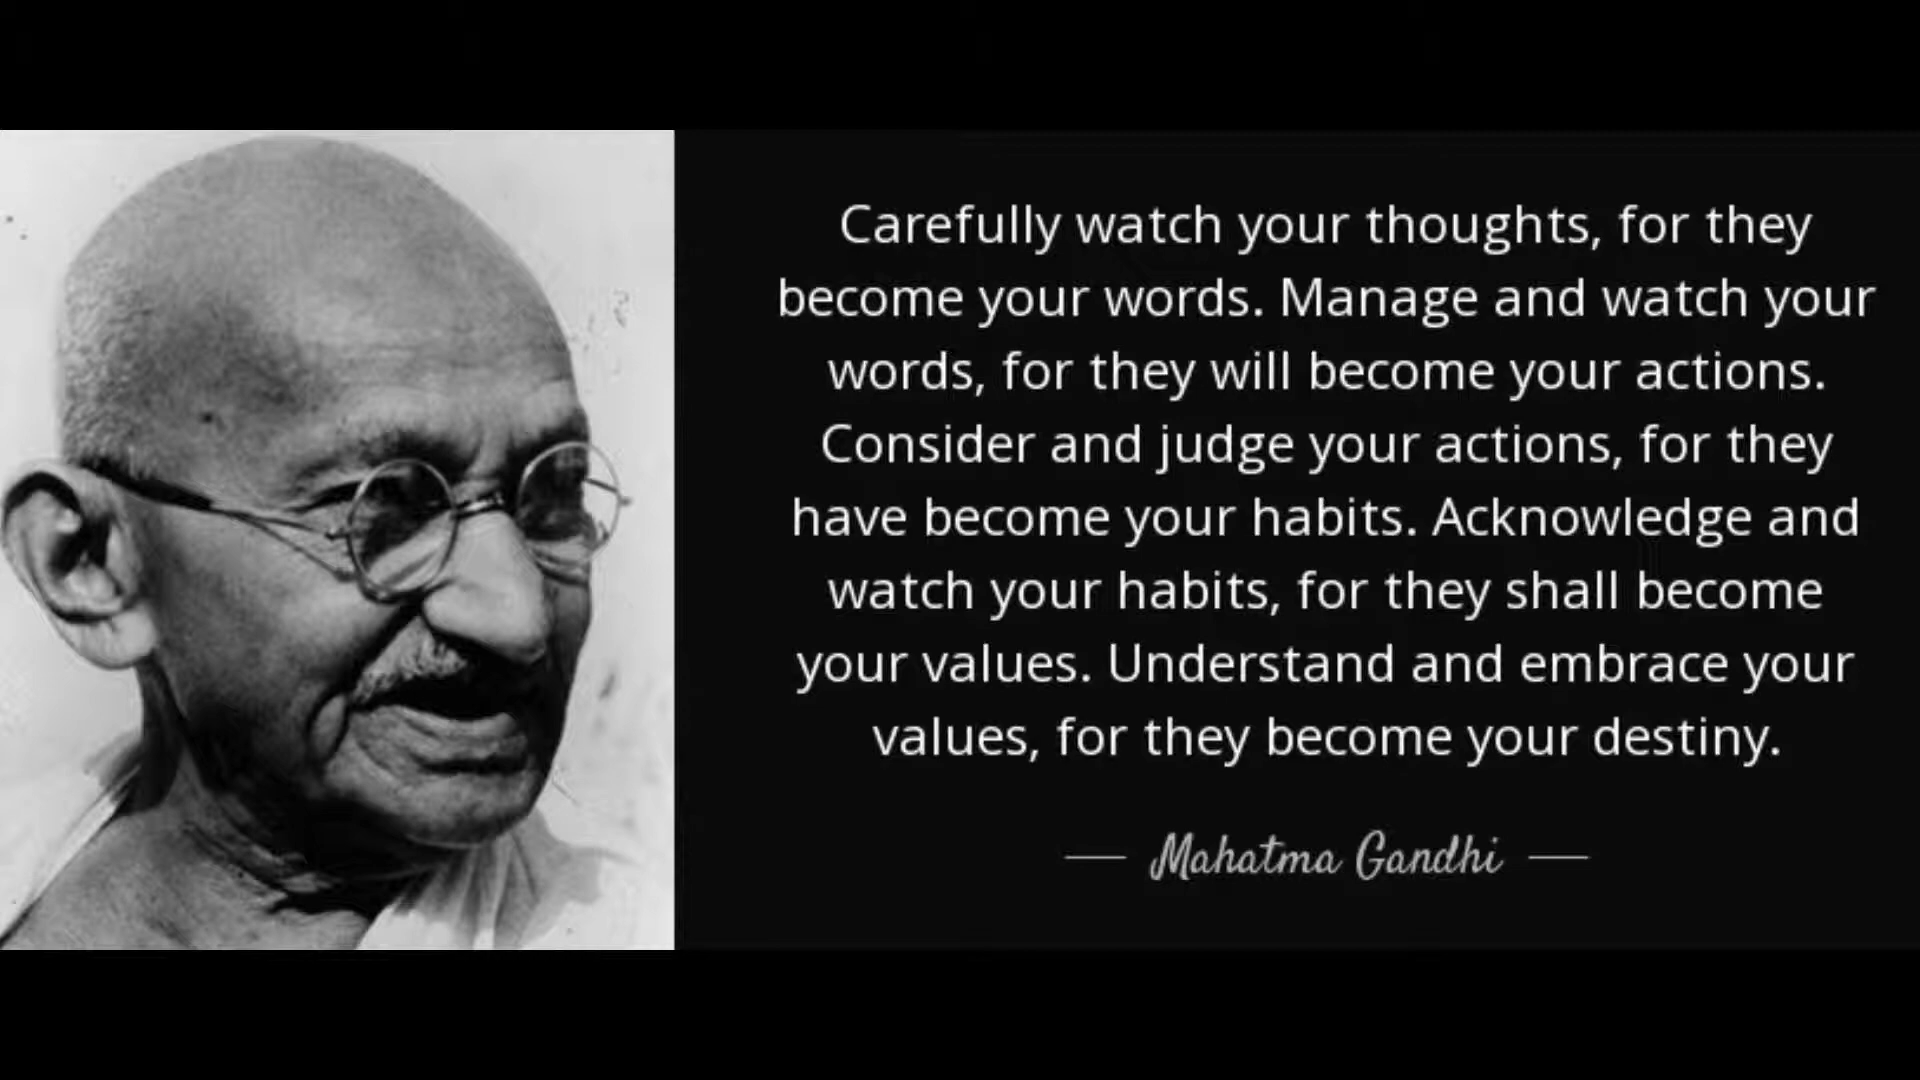 Carefully watch your thoughts, for they
become your words. Manage and watch your
words, for they will become your actions.
Consider and judge your actions, for they
have become your habits. Acknowledge and
watch your habits, for they shall become
your values. Understand and embrace your
values, for they become your destiny.
— Mahatma Gandhi —